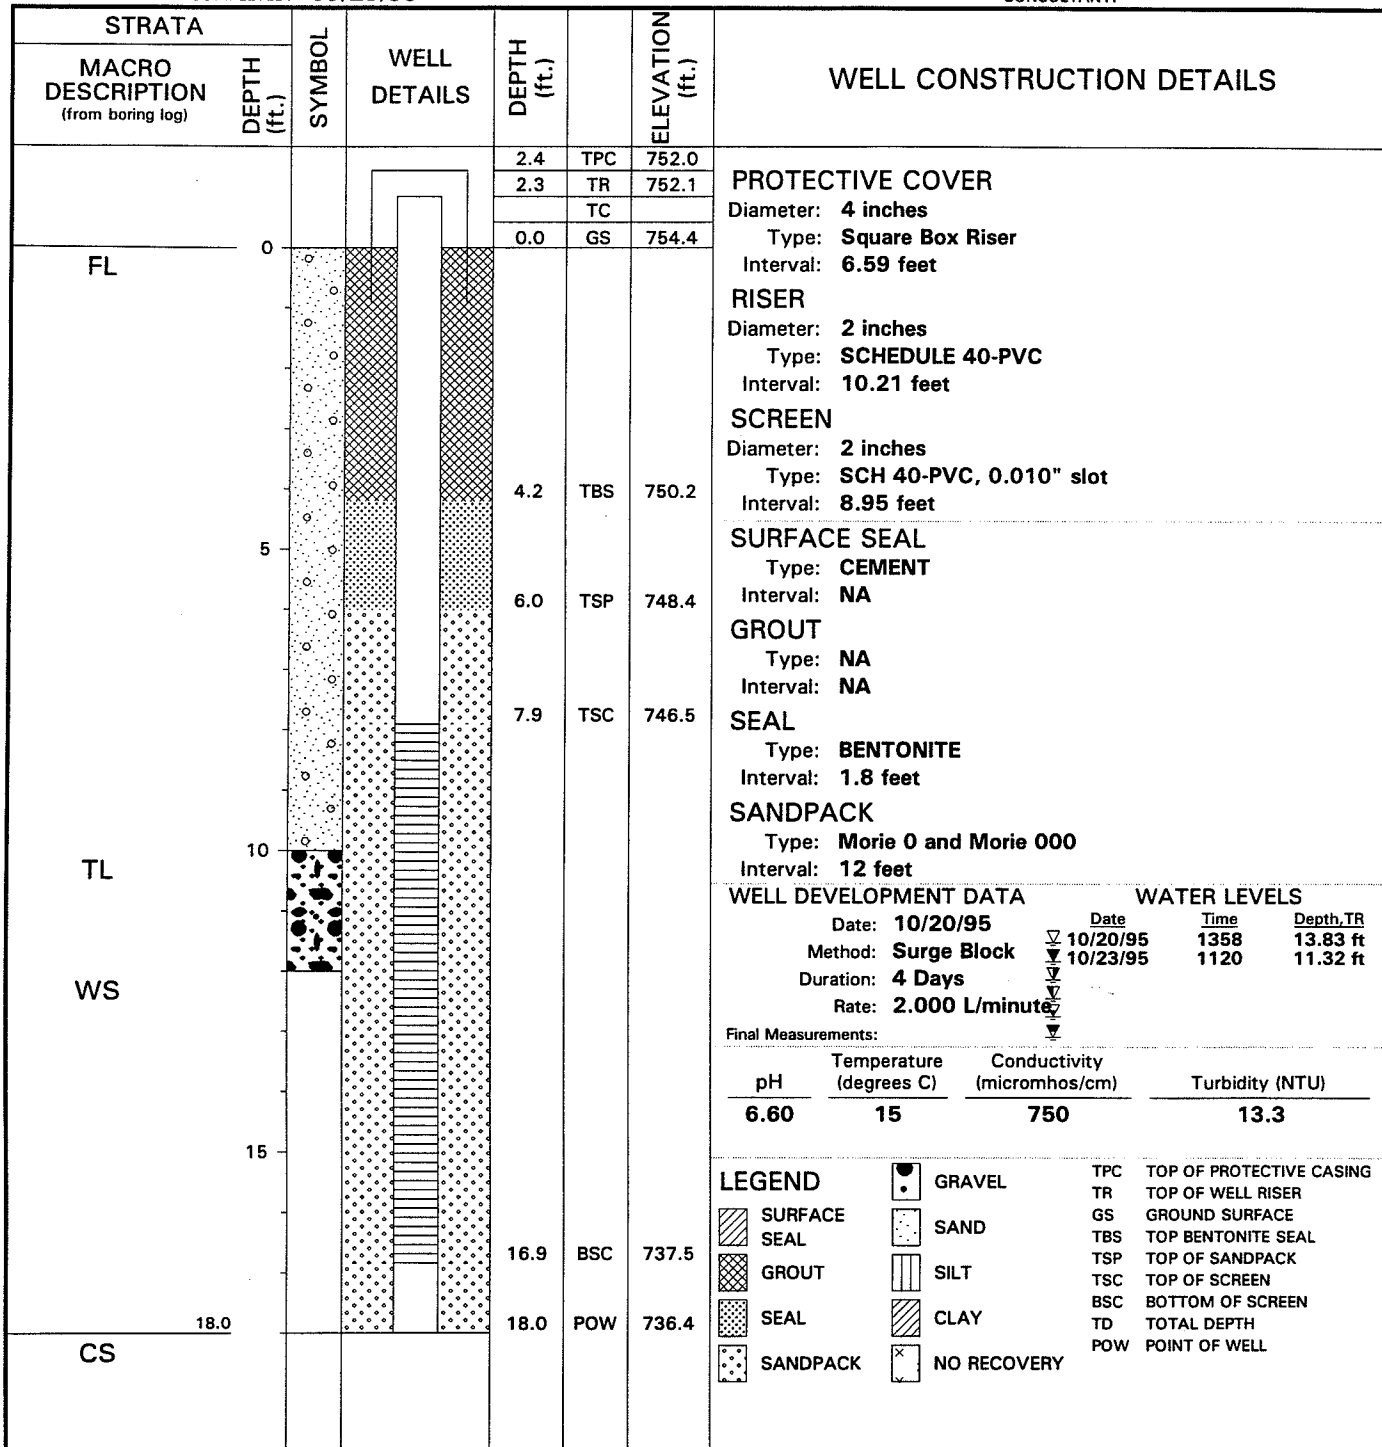 STRATA
MACRO
DESCRIPTION
(from boring log)
DEPTH
(ft.)
SYMBOL
WELL
DETAILS
DEPTH
(ft.)
ELEVATION
(ft.)
WELL CONSTRUCTION DETAILS
2.4 TPC 752.0
2.3 TR 752.1
TC
0.0 GS 754.4
4.2 TBS 750.2
6.0 TSP 748.4
7.9 TSC 746.5
16.9 BSC 737.5
18.0 POW 736.4
0
5
10
15
18.0
FL
TL
WS
CS
PROTECTIVE COVER
Diameter: 4 inches
Type: Square Box Riser
Interval: 6.59 feet
RISER
Diameter: 2 inches
Type: SCHEDULE 40-PVC
Interval: 10.21 feet
SCREEN
Diameter: 2 inches
Type: SCH 40-PVC, 0.010" slot
Interval: 8.95 feet
SURFACE SEAL
Type: CEMENT
Interval: NA
GROUT
Type: NA
Interval: NA
SEAL
Type: BENTONITE
Interval: 1.8 feet
SANDPACK
Type: Morie 0 and Morie 000
Interval: 12 feet
WELL DEVELOPMENT DATA
Date: 10/20/95
Method: Surge Block
Duration: 4 Days
Rate: 2.000 L/minute
WATER LEVELS
Date Time Depth,TR
10/20/95 1358 13.83 ft
10/23/95 1120 11.32 ft
Final Measurements:
pH
Temperature
(degrees C)
Conductivity
(micromhos/cm)
Turbidity (NTU)
6.60 15 750 13.3
LEGEND
SURFACE
SEAL
GROUT
SEAL
SANDPACK
GRAVEL
SAND
SILT
CLAY
NO RECOVERY
TPC TOP OF PROTECTIVE CASING
TR TOP OF WELL RISER
GS GROUND SURFACE
TBS TOP BENTONITE SEAL
TSP TOP OF SANDPACK
TSC TOP OF SCREEN
BSC BOTTOM OF SCREEN
TD TOTAL DEPTH
POW POINT OF WELL